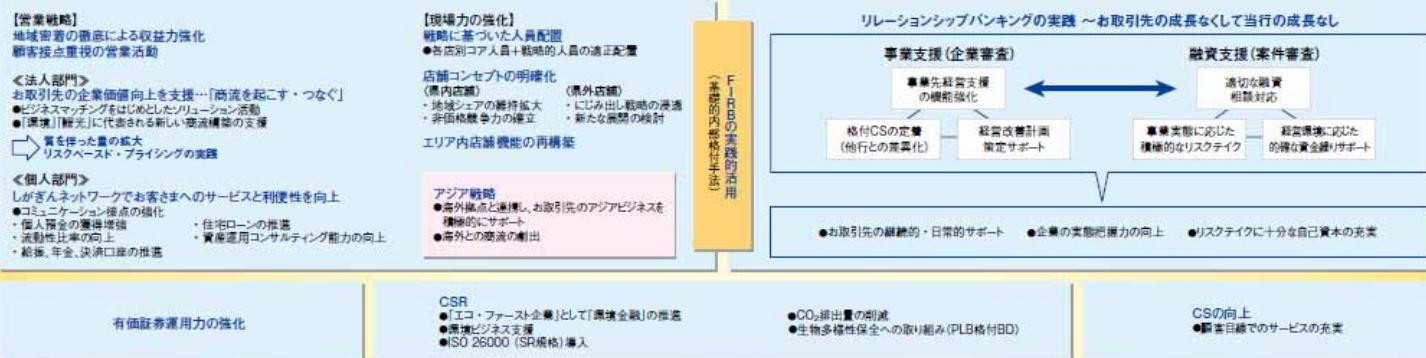 【営業戦略】
地域密着の徹底による収益力強化
顧客接点重視の営業活動
≪法人部門≫
お取引先の企業価値向上を支援…「商流を起こす・つなぐ」
●ビジネスマッチングをはじめとしたソリューション活動
●「環境」「観光」に代表される新しい商流構築の支援
質を伴った量の拡大
リスクベースド・プライシングの実践
≪個人部門≫
しがぎんネットワークでお客さまへのサービスと利便性を向上
●コミュニケーション接点の強化
・個人預金の獲得増強
・住宅ローンの推進
・流動性比率の向上
・資産運用コンサルティング能力の向上
・給振、年金、決済口座の推進
【現場力の強化】
戦略に基づいた人員配置
●各店別コア人員+戦略的人員の適正配置
店舗コンセプトの明確化
(県内店舗)
・地域シェアの維持拡大
・非価格競争力の確立
(県外店舗)
・にじみ出し戦略の浸透
・新たな展開の検討
エリア内店舗機能の再構築
アジア戦略
●海外拠点と連携し、お取引先のアジアビジネスを
積極的にサポート
●海外との商流の創出
FIRBの実践的活用
(基礎的内部格付手法)
リレーションシップバンキングの実践 ~お取引先の成長なくして当行の成長なし
事業支援(企業審査)
事業先経営支援
の機能強化
格付CSの定着
(他行との差異化)
経営改善計画
策定サポート
融資支援(案件審査)
適切な融資
相談対応
事業実態に応じた
積極的なリスクテイク
経営環境に応じた
的確な資金繰りサポート
●お取引先の継続的・日常的サポート
●企業の実態把握力の向上
●リスクテイクに十分な自己資本の充実
有価証券運用力の強化
CSR
●「エコ・ファースト企業」として「環境金融」の推進
●環境ビジネス支援
●ISO 26000 (SR規格)導入
●CO₂排出量の削減
●生物多様性保全への取り組み(PLB格付BD)
CSの向上
●顧客目線でのサービスの充実